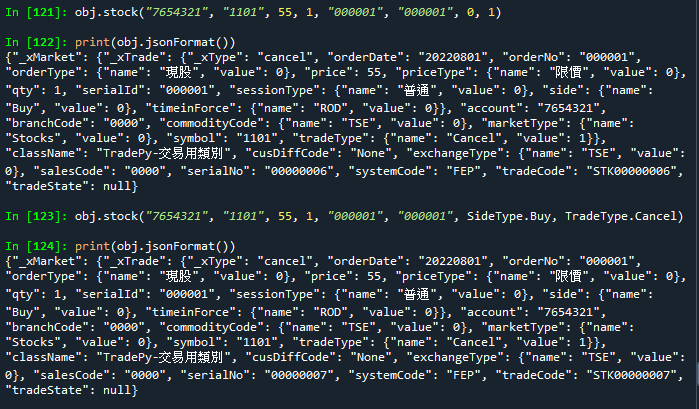 In [121]: obj.stock("7654321", "1101", 55, 1, "000001", "000001", 0, 1)
In [122]: print(obj.jsonFormat())
{"_xMarket": {"_xTrade": {"_xType": "cancel", "orderDate": "20220801", "orderNo": "000001",
"orderType": {"name": "現股", "value": 0}, "price": 55, "priceType": {"name": "限價", "value": 0},
"qty": 1, "serialId": "000001", "sessionType": {"name": "普通", "value": 0}, "side": {"name":
"Buy", "value": 0}, "timeinForce": {"name": "ROD", "value": 0}}, "account": "7654321",
"branchCode": "0000", "commodityCode": {"name": "TSE", "value": 0}, "marketType": {"name":
"Stocks", "value": 0}, "symbol": "1101", "tradeType": {"name": "Cancel", "value": 1}},
"className": "TradePy-交易用類別", "cusDiffCode": "None", "exchangeType": {"name": "TSE", "value":
0}, "salesCode": "0000", "serialNo": "00000006", "systemCode": "FEP", "tradeCode": "STK00000006",
"tradeState": null}
In [123]: obj.stock("7654321", "1101", 55, 1, "000001", "000001", SideType.Buy, TradeType.Cancel)
In [124]: print(obj.jsonFormat())
{"_xMarket": {"_xTrade": {"_xType": "cancel", "orderDate": "20220801", "orderNo": "000001",
"orderType": {"name": "現股", "value": 0}, "price": 55, "priceType": {"name": "限價", "value": 0},
"qty": 1, "serialId": "000001", "sessionType": {"name": "普通", "value": 0}, "side": {"name":
"Buy", "value": 0}, "timeinForce": {"name": "ROD", "value": 0}}, "account": "7654321",
"branchCode": "0000", "commodityCode": {"name": "TSE", "value": 0}, "marketType": {"name":
"Stocks", "value": 0}, "symbol": "1101", "tradeType": {"name": "Cancel", "value": 1}},
"className": "TradePy-交易用類別", "cusDiffCode": "None", "exchangeType": {"name": "TSE", "value":
0}, "salesCode": "0000", "serialNo": "00000007", "systemCode": "FEP", "tradeCode": "STK00000007",
"tradeState": null}